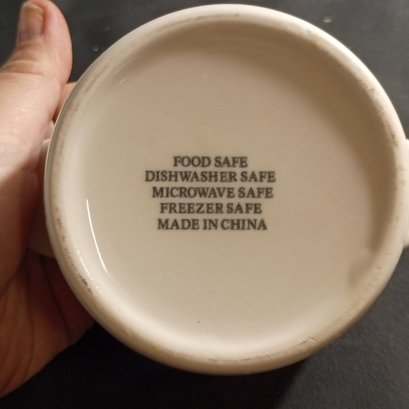 FOOD SAFE
DISHWASHER SAFE
MICROWAVE SAFE
FREEZER SAFE
MADE IN CHINA